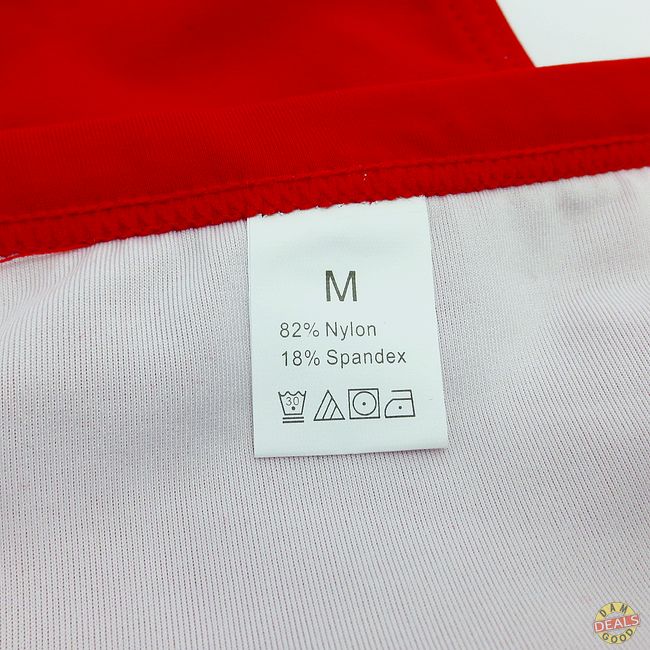 M
82% Nylon
18% Spandex
30
DAM
DEALS
GOOD